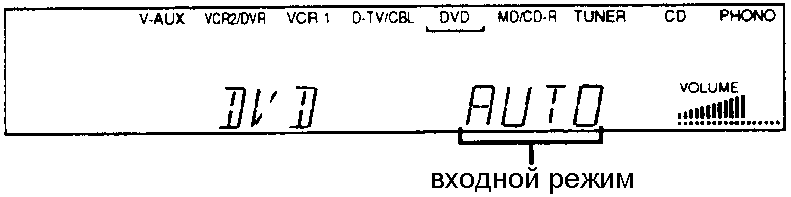 V-AUX VCR2/DVR VCR 1 D-TV/CBL DVD MD/CD-R TUNER CD PHONO
VOLUME
DVD AUTO
входной режим